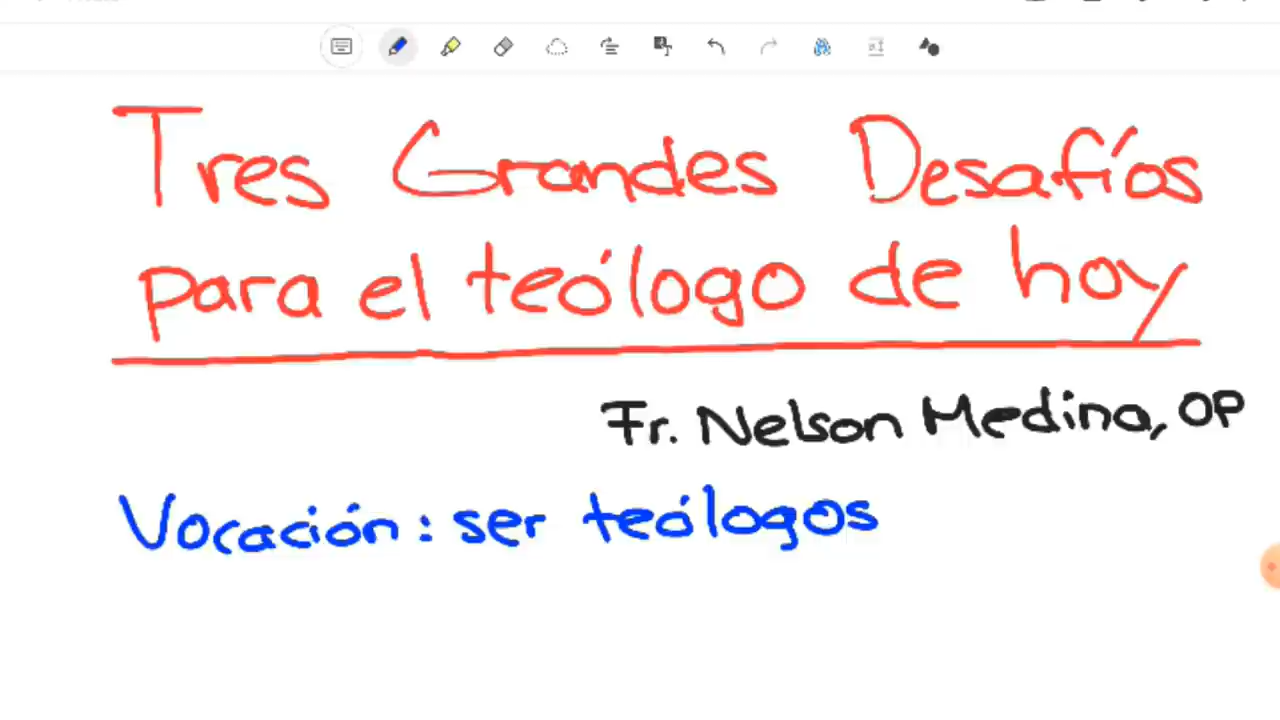 Tres Grandes Desafíos
para el teólogo de hoy
Fr. Nelson Medina, OP
Vocación: ser teólogos